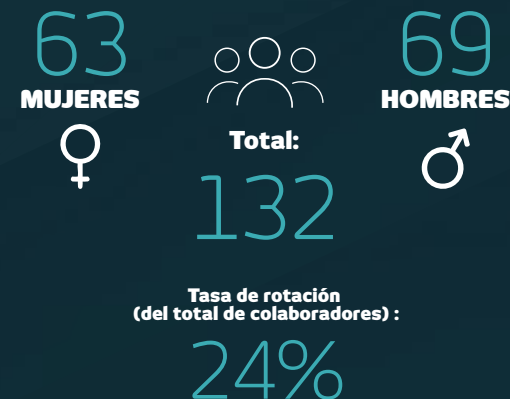 63
MUJERES
69
HOMBRES
Total:
132
Tasa de rotación
(del total de colaboradores) :
24%